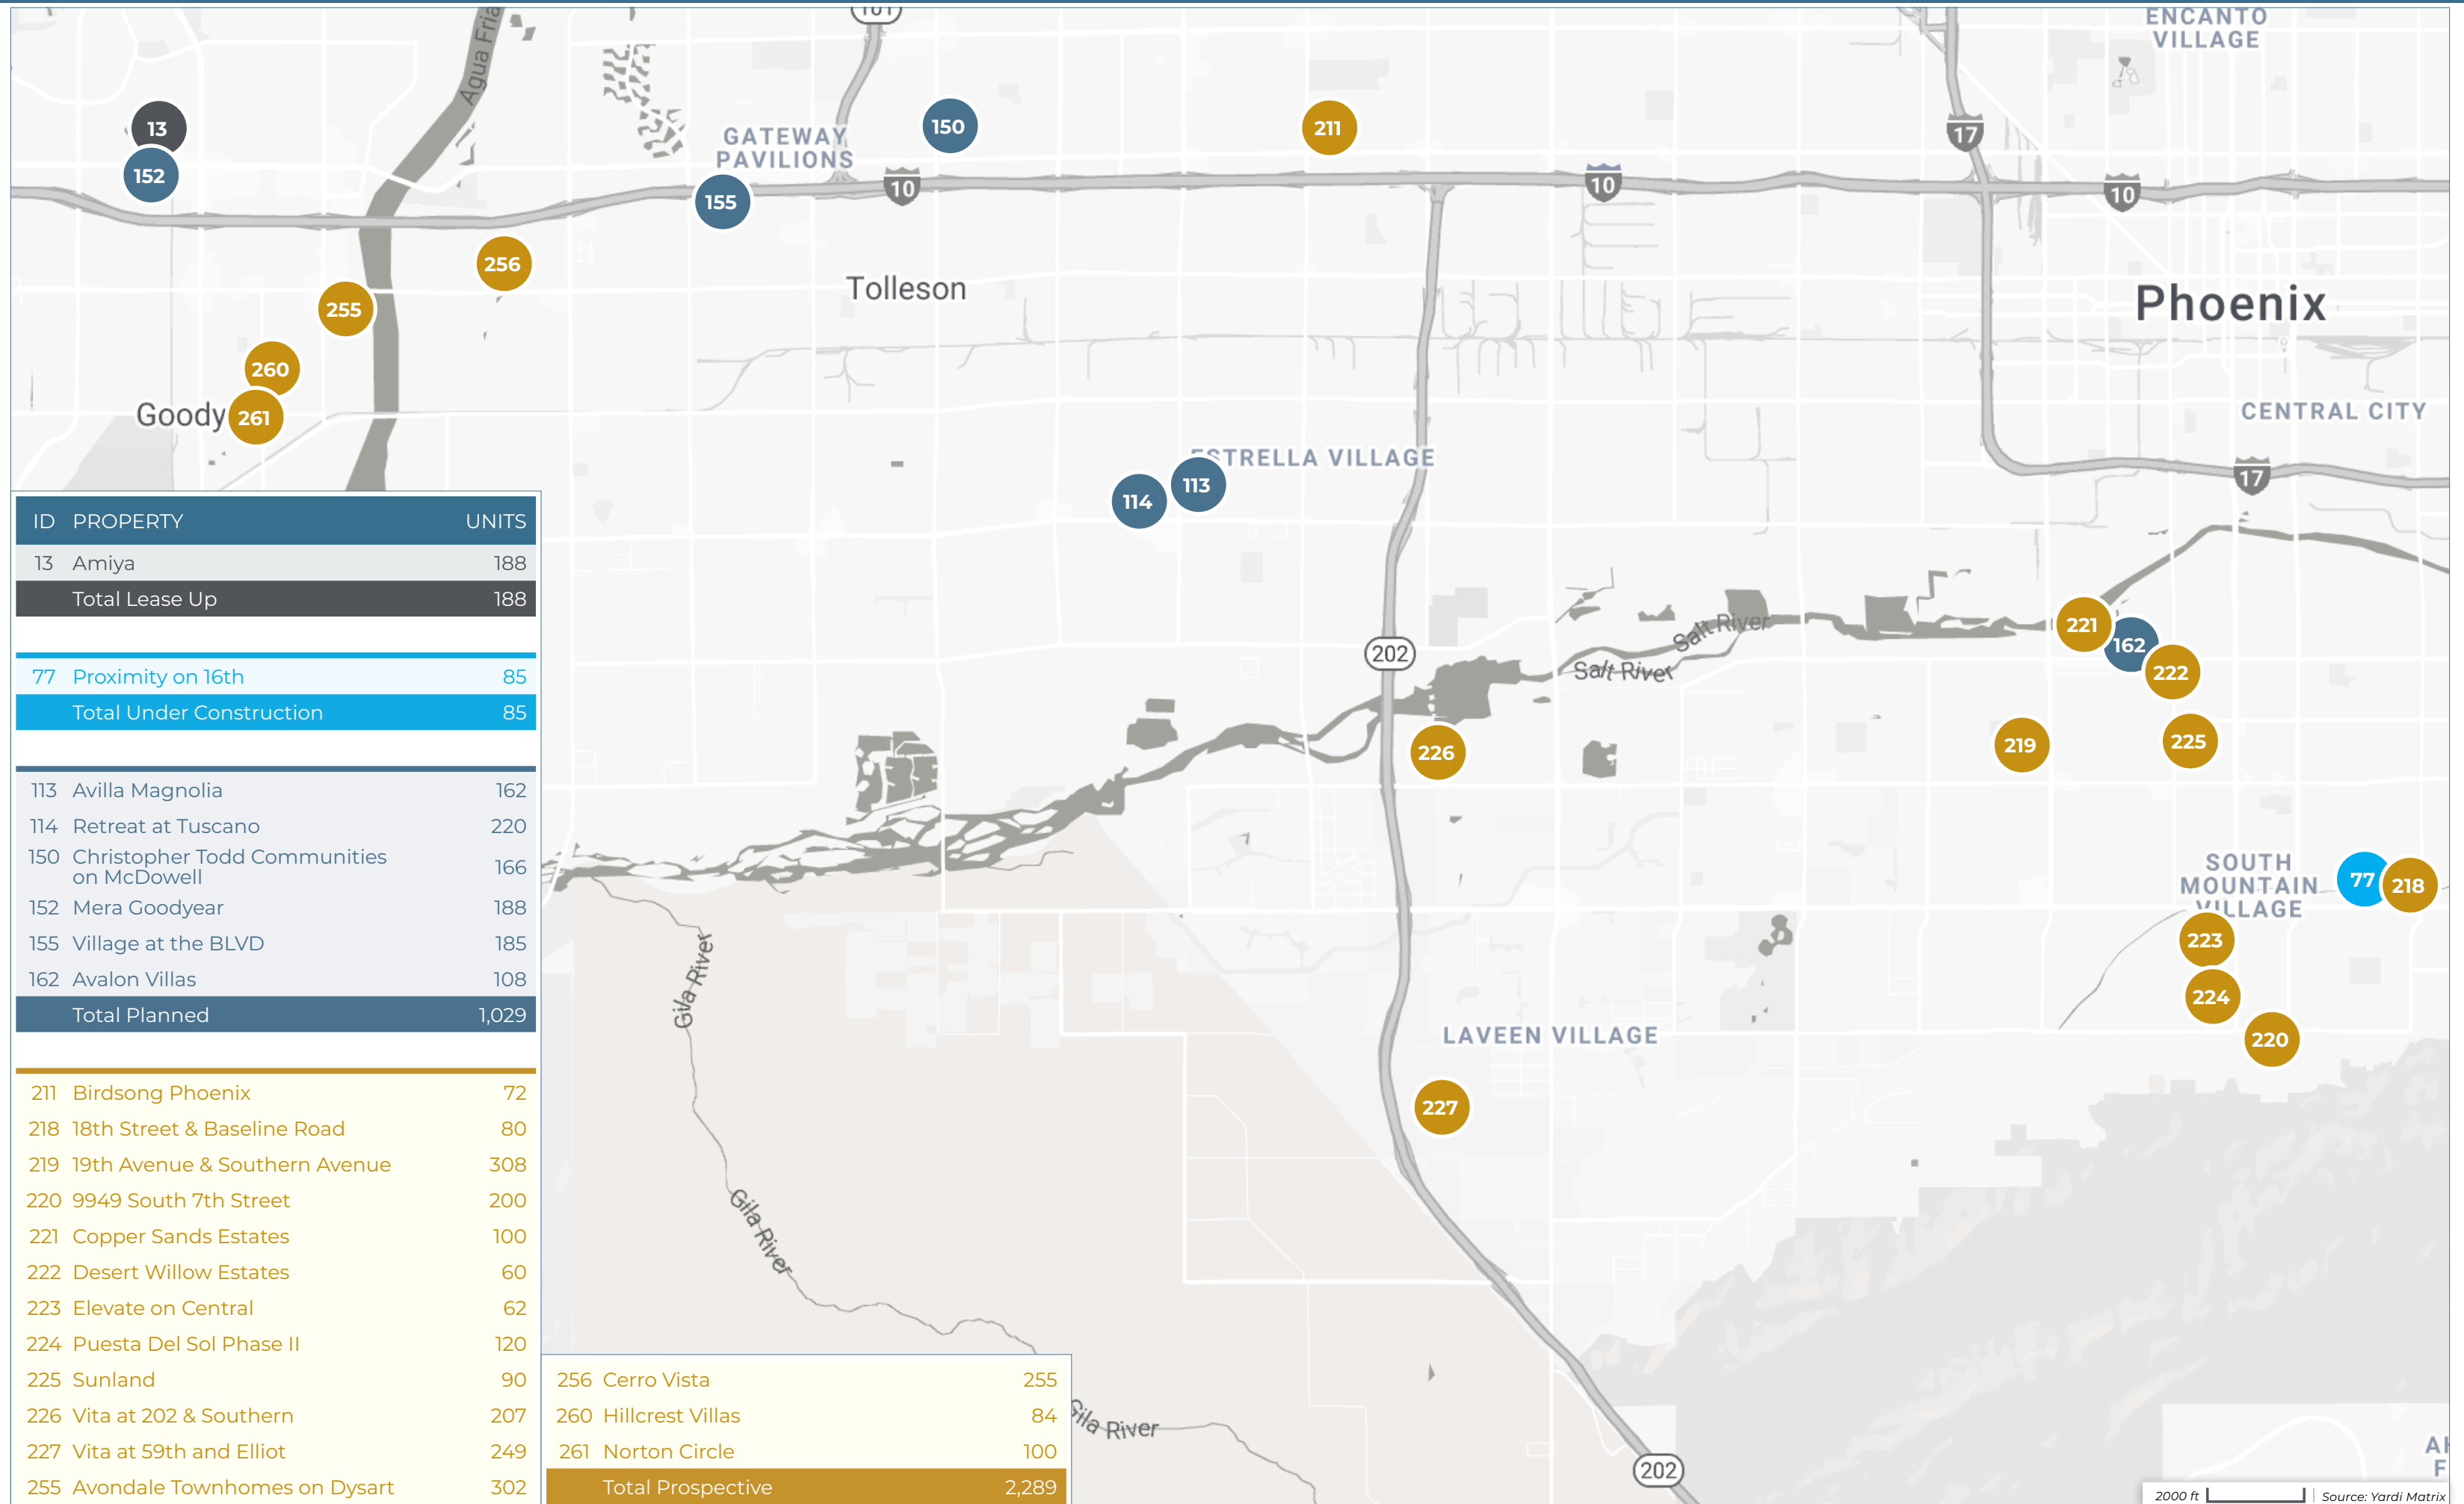 101
Agua Fria
ENCANTO
VILLAGE
13
152
GATEWAY
PAVILIONS
150
211
17
155
10
10
10
256
255
Tolleson
Phoenix
260
Goody
261
CENTRAL CITY
ESTRELLA VILLAGE
114
113
17
202
Salt River
Salt River
221
162
222
226
219
225
SOUTH
MOUNTAIN
VILLAGE
77
218
223
224
220
Gila River
LAVEEN VILLAGE
227
Gila River
Gila River
202
ID PROPERTY UNITS
13 Amiya 188
Total Lease Up 188
77 Proximity on 16th 85
Total Under Construction 85
113 Avilla Magnolia 162
114 Retreat at Tuscano 220
150 Christopher Todd Communities
on McDowell 166
152 Mera Goodyear 188
155 Village at the BLVD 185
162 Avalon Villas 108
Total Planned 1,029
211 Birdsong Phoenix 72
218 18th Street & Baseline Road 80
219 19th Avenue & Southern Avenue 308
220 9949 South 7th Street 200
221 Copper Sands Estates 100
222 Desert Willow Estates 60
223 Elevate on Central 62
224 Puesta Del Sol Phase II 120
225 Sunland 90
226 Vita at 202 & Southern 207
227 Vita at 59th and Elliot 249
255 Avondale Townhomes on Dysart 302
256 Cerro Vista 255
260 Hillcrest Villas 84
261 Norton Circle 100
Total Prospective 2,289
2000 ft
Source: Yardi Matrix